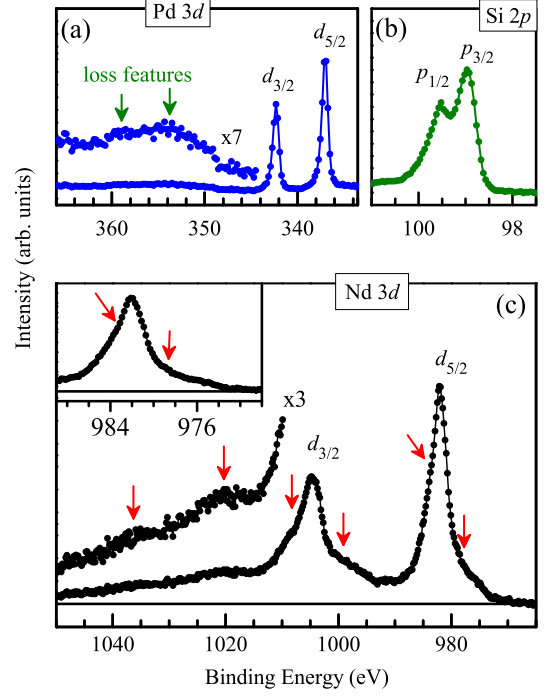 Pd 3d
Si 2p
(a)
(b)
loss features
d3/2
d5/2
x7
p1/2
p3/2
360
350
340
100
98
Intensity (arb. units)
Nd 3d
(c)
984
976
x3
d3/2
d5/2
1040
1020
1000
980
Binding Energy (eV)